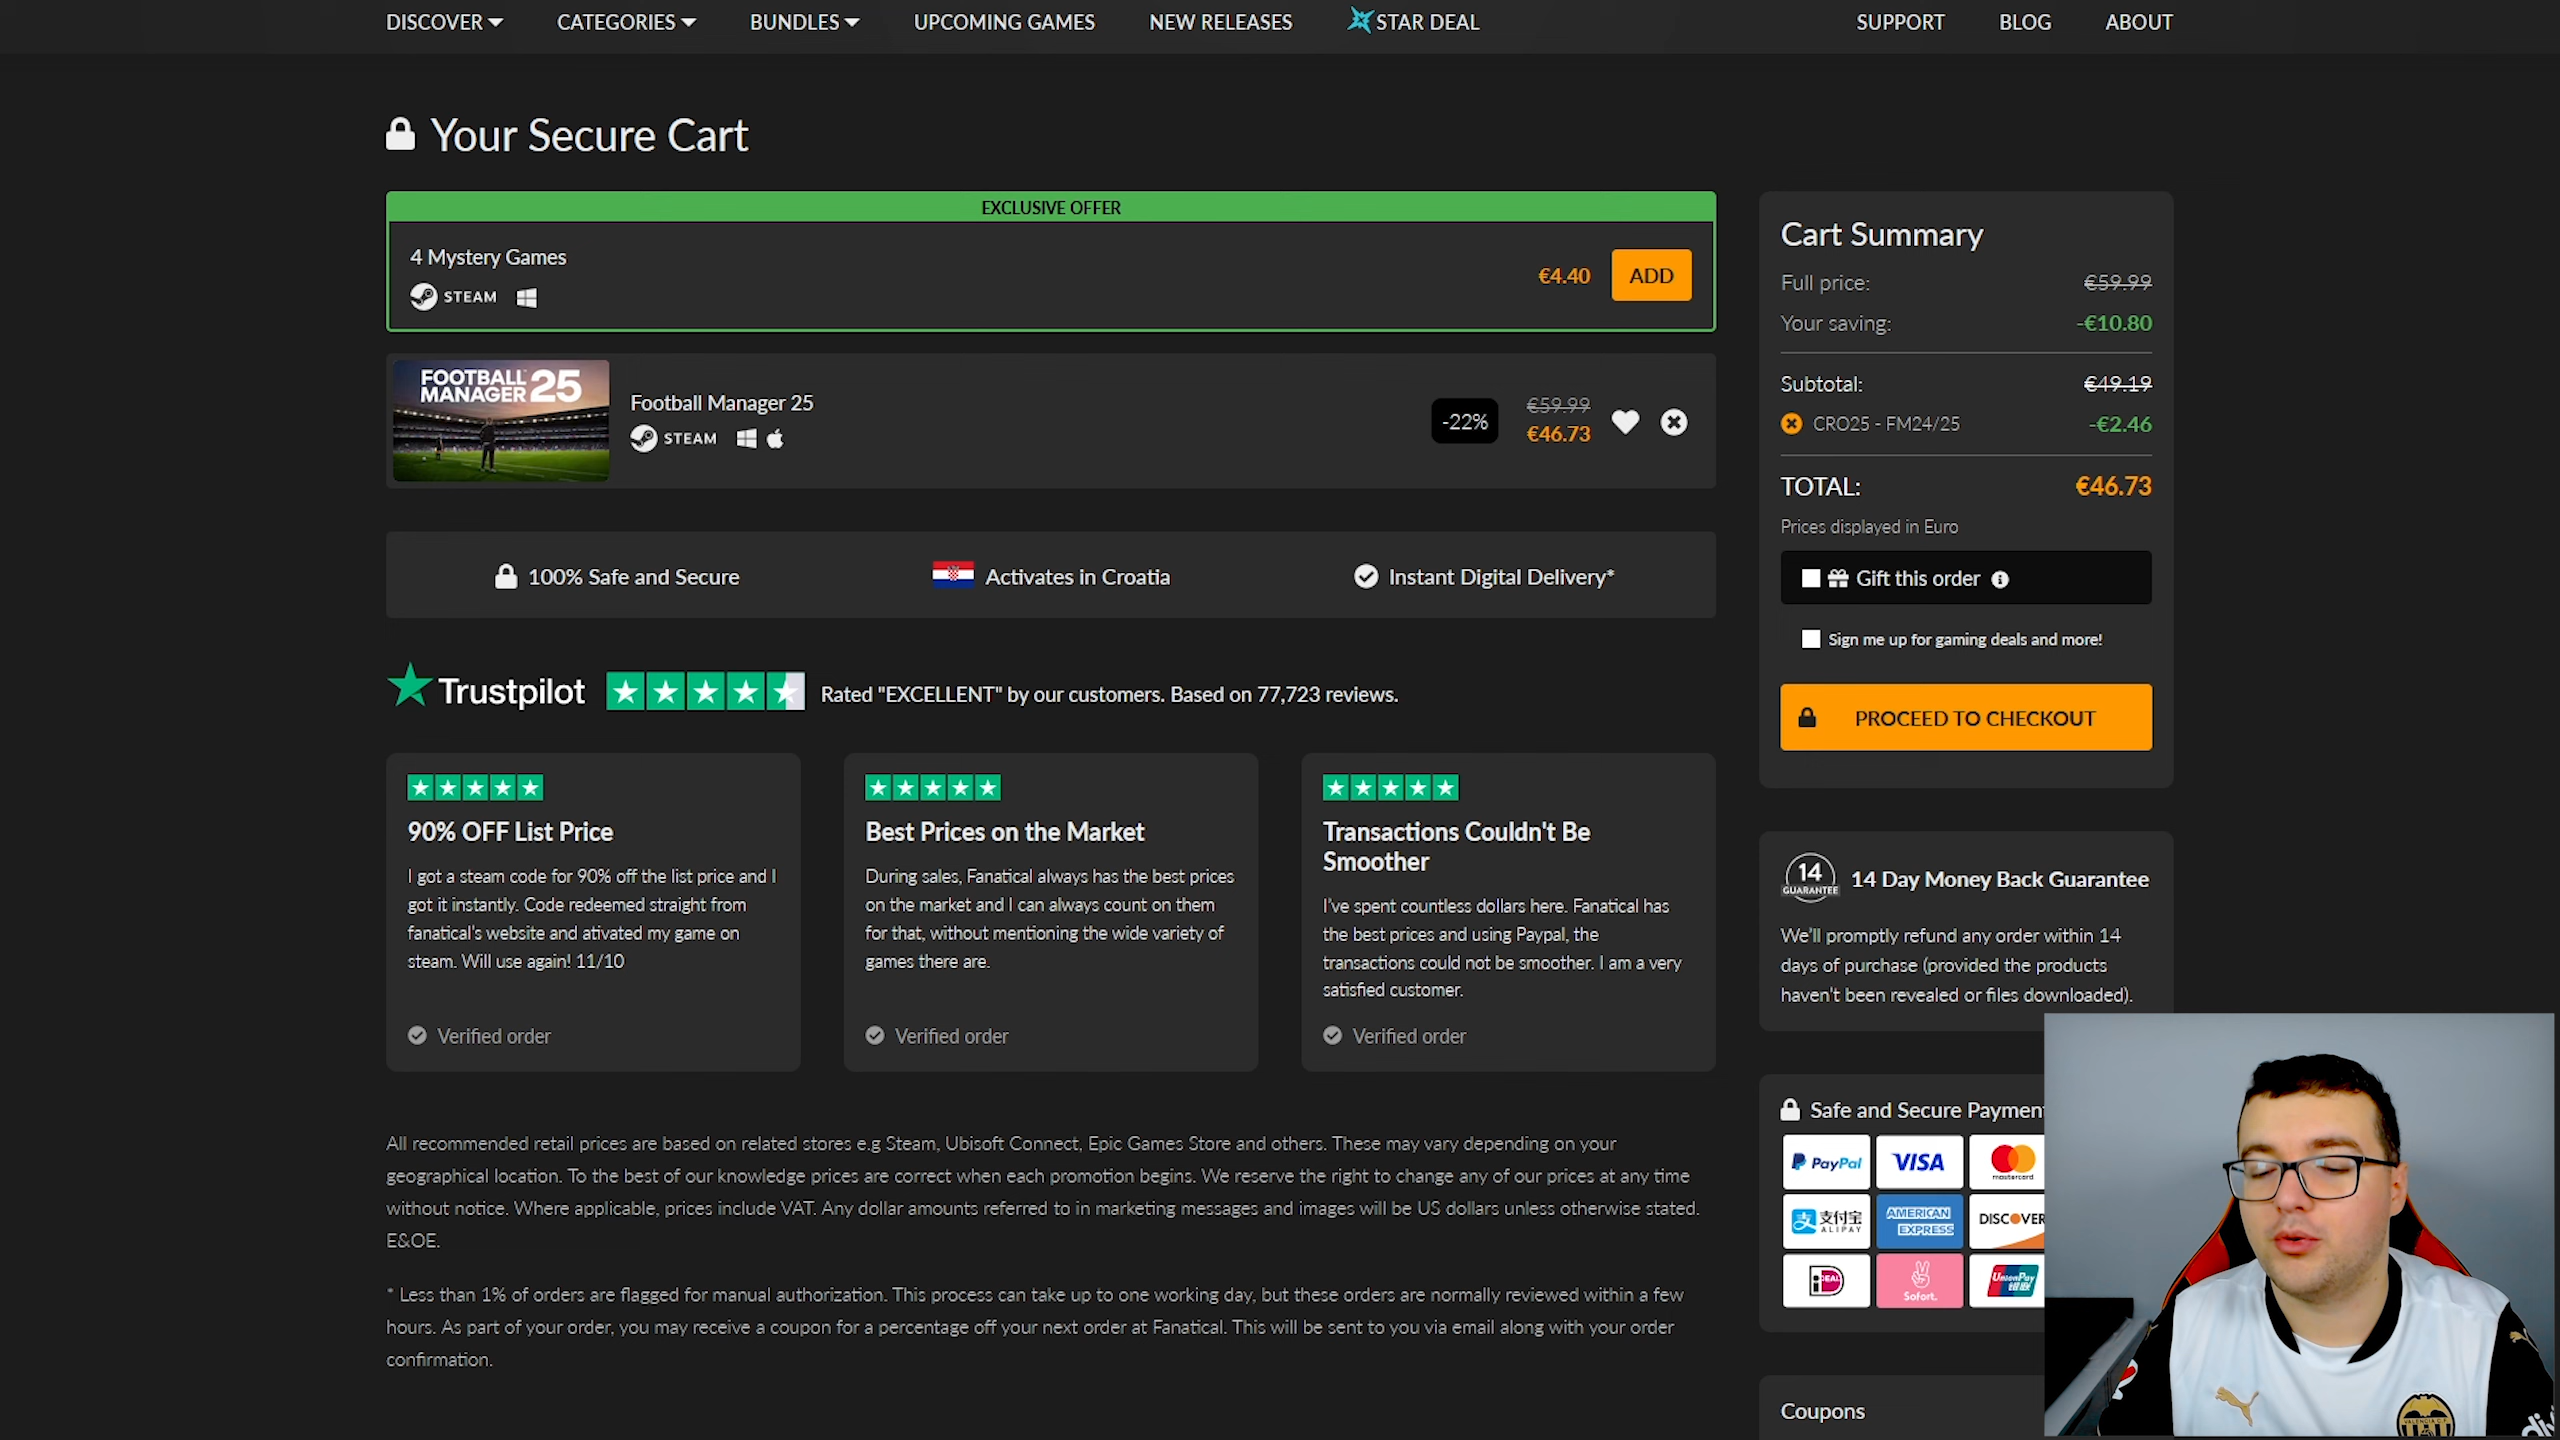 DISCOVER
CATEGORIES
BUNDLES
UPCOMING GAMES
NEW RELEASES
STAR DEAL
SUPPORT
BLOG
ABOUT
Your Secure Cart
EXCLUSIVE OFFER
4 Mystery Games
STEAM
€4.40
ADD
FOOTBALL
MANAGER 25
Football Manager 25
STEAM
-22%
€59.99
€46.73
100% Safe and Secure
Activates in Croatia
Instant Digital Delivery*
Trustpilot
Rated "EXCELLENT" by our customers. Based on 77,723 reviews.
90% OFF List Price
I got a steam code for 90% off the list price and I
got it instantly. Code redeemed straight from
fanatical's website and ativated my game on
steam. Will use again! 11/10
Verified order
Best Prices on the Market
During sales, Fanatical always has the best prices
on the market and I can always count on them
for that, without mentioning the wide variety of
games there are.
Verified order
Transactions Couldn't Be
Smoother
I've spent countless dollars here. Fanatical has
the best prices and using Paypal, the
transactions could not be smoother. I am a very
satisfied customer.
Verified order
All recommended retail prices are based on related stores e.g Steam, Ubisoft Connect, Epic Games Store and others. These may vary depending on your
geographical location. To the best of our knowledge prices are correct when each promotion begins. We reserve the right to change any of our prices at any time
without notice. Where applicable, prices include VAT. Any dollar amounts referred to in marketing messages and images will be US dollars unless otherwise stated.
E&OE.
* Less than 1% of orders are flagged for manual authorization. This process can take up to one working day, but these orders are normally reviewed within a few
hours. As part of your order, you may receive a coupon for a percentage off your next order at Fanatical. This will be sent to you via email along with your order
confirmation.
Cart Summary
Full price: €59.99
Your saving: -€10.80
Subtotal: €49.19
CRO25 - FM24/25 -€2.46
TOTAL: €46.73
Prices displayed in Euro
Gift this order
Sign me up for gaming deals and more!
PROCEED TO CHECKOUT
14
GUARANTEE
14 Day Money Back Guarantee
We'll promptly refund any order within 14
days of purchase (provided the products
haven't been revealed or files downloaded).
Safe and Secure Paymen
PayPal
VISA
mastercard
支付宝
ALIPAY
AMERICAN
EXPRESS
DISCOVER
iDEAL
Sofort.
UnionPay
银联
Coupons
VALENCIA C.F